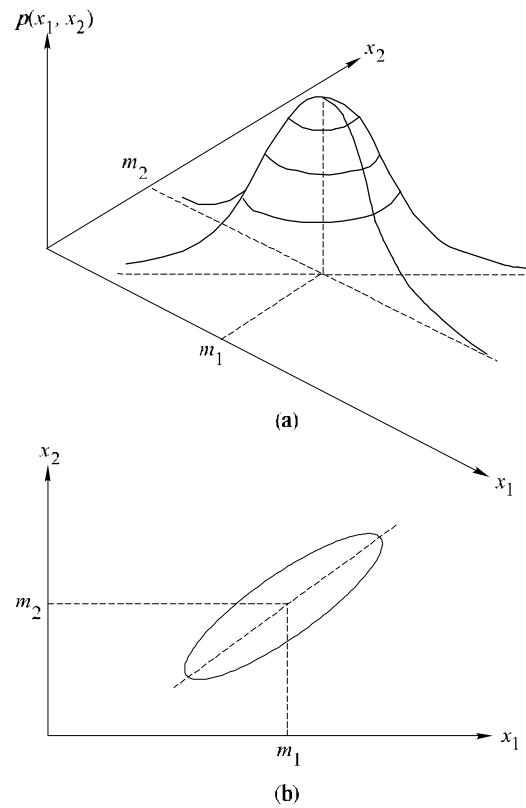 p(x₁, x₂)
x₂
m₂
m₁
x₁
(a)
x₂
m₂
m₁
x₁
(b)